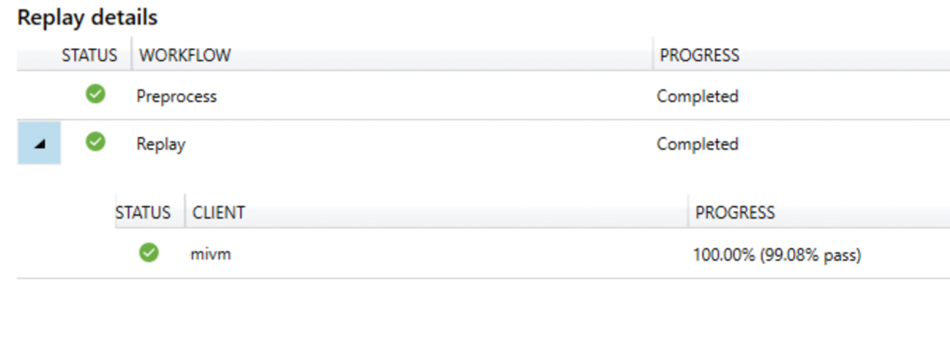 Replay details
STATUS WORKFLOW PROGRESS
Preprocess Completed
Replay Completed
STATUS CLIENT PROGRESS
mivm 100.00% (99.08% pass)